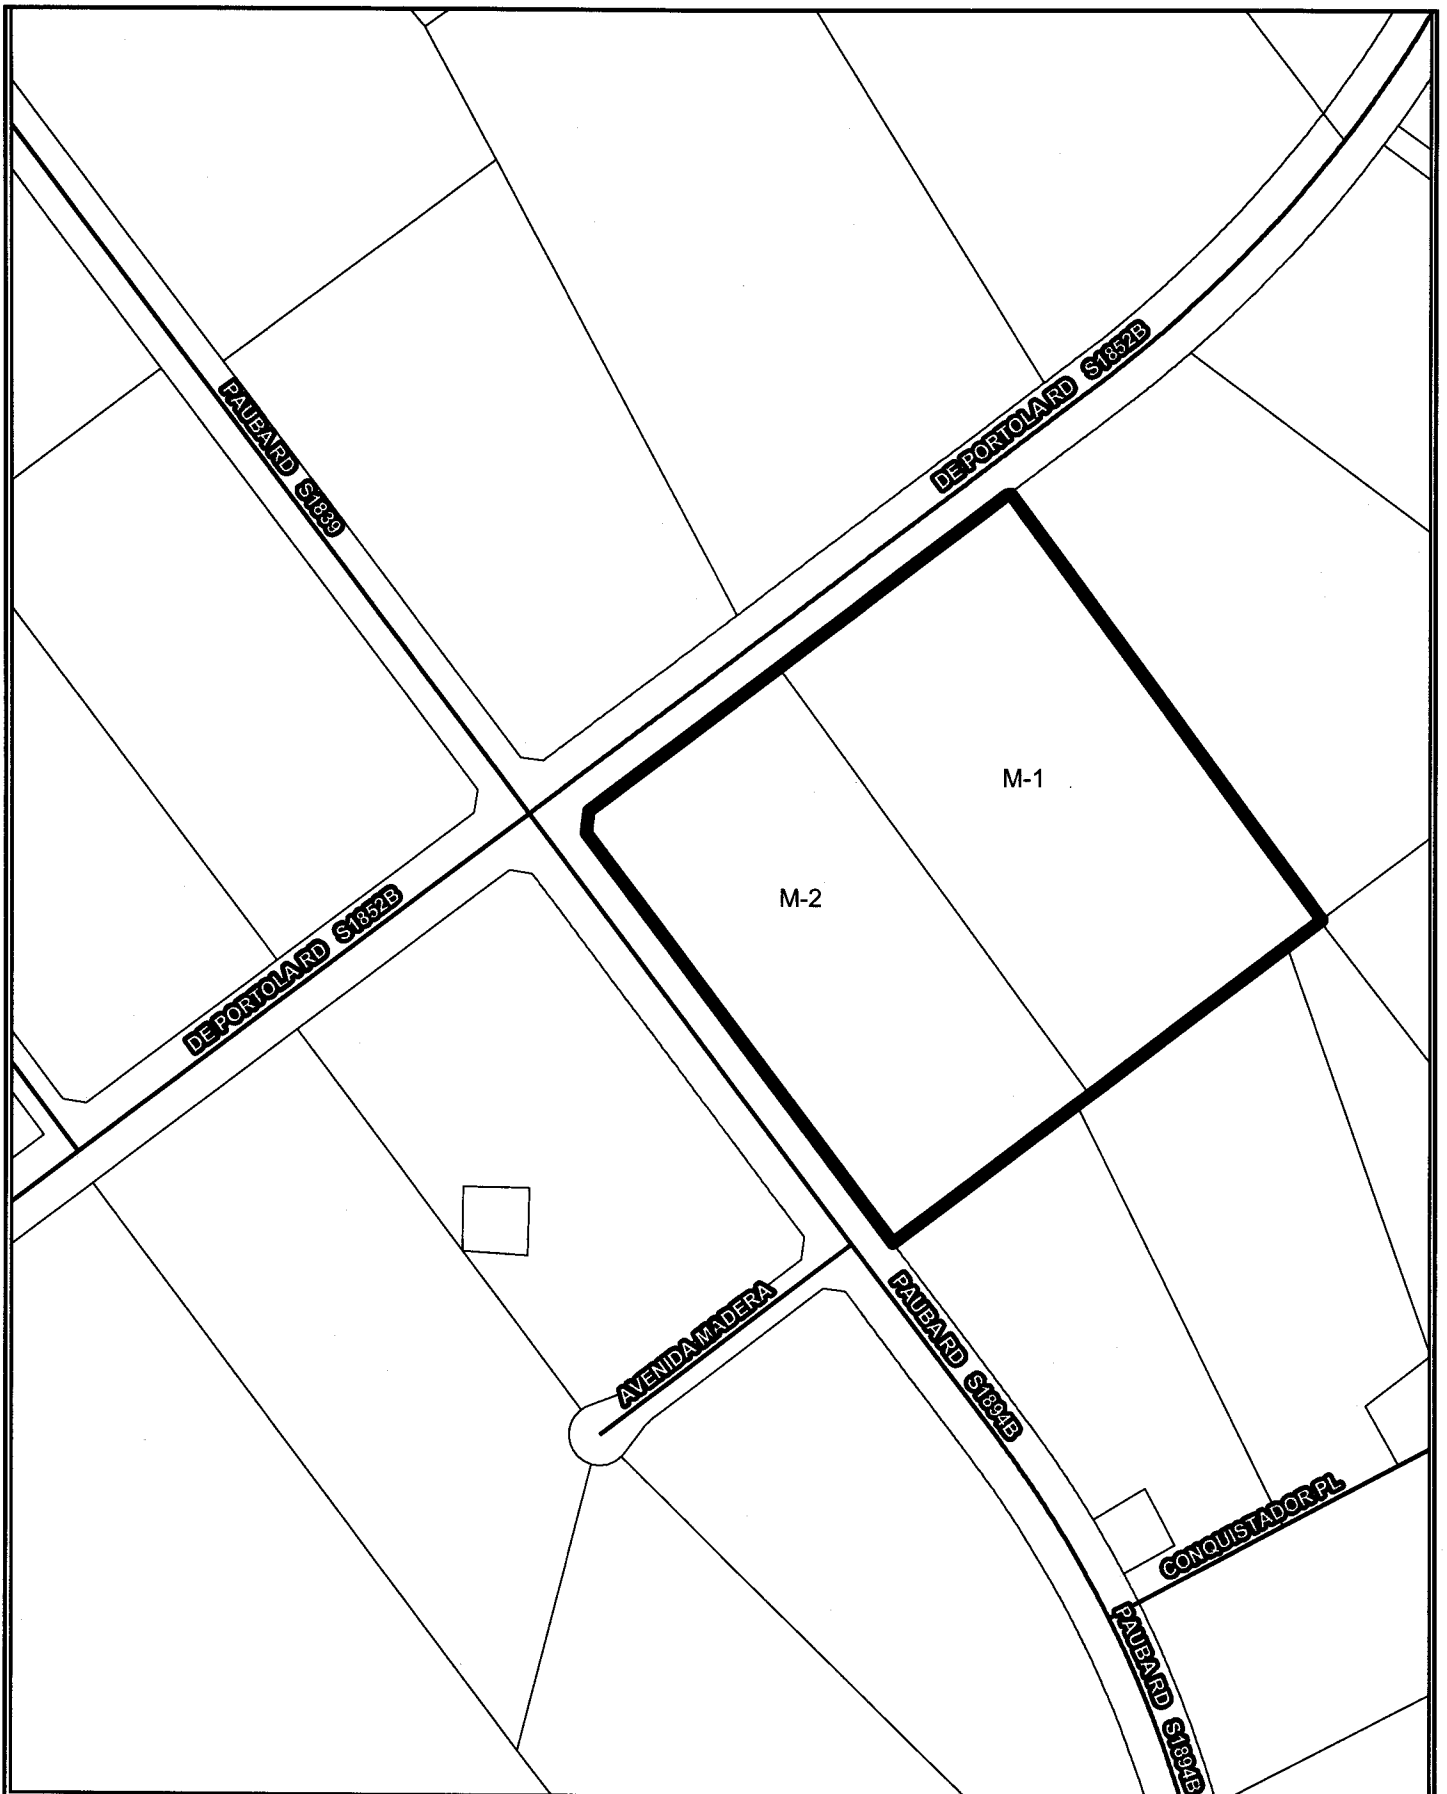 DE PORTOLA RD S1852B
PAUBA RD S1839
M-1
M-2
DE PORTOLA RD S1852B
AVENIDA MADERA
PAUBA RD S1894B
CONQUISTADOR PL
PAUBA RD S1894B